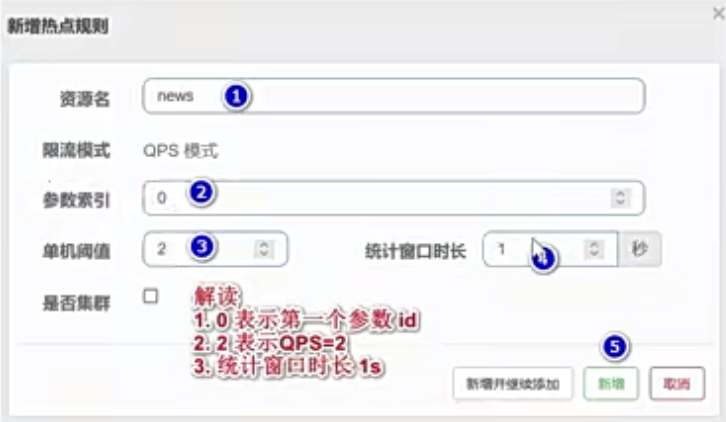 新增热点规则
资源名 news 1
限流模式 QPS 模式
参数索引 0 2
单机阈值 2 3 统计窗口时长 1 4 秒
是否集群
解读
1. 0 表示第一个参数 id
2. 2 表示QPS=2
3. 统计窗口时长 1s
5
新增并继续添加 新增 取消